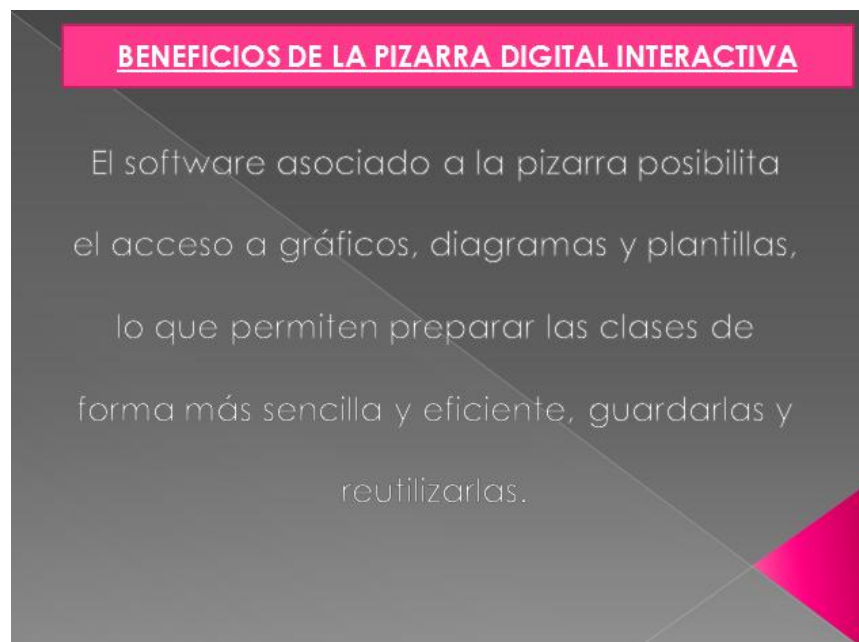 BENEFICIOS DE LA PIZARRA DIGITAL INTERACTIVA
El software asociado a la pizarra posibilita
el acceso a gráficos, diagramas y plantillas,
lo que permiten preparar las clases de
forma más sencilla y eficiente, guardarlas y
reutilizarlas.